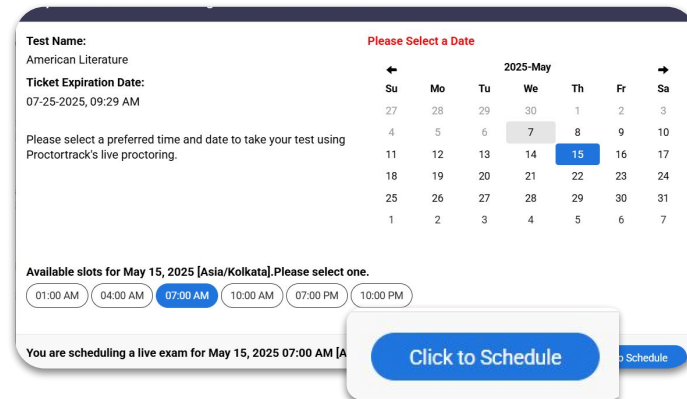 Test Name:
American Literature
Ticket Expiration Date:
07-25-2025, 09:29 AM
Please select a preferred time and date to take your test using
Proctortrack's live proctoring.
Please Select a Date
2025-May
Su Mo Tu We Th Fr Sa
27 28 29 30 1 2 3
4 5 6 7 8 9 10
11 12 13 14 15 16 17
18 19 20 21 22 23 24
25 26 27 28 29 30 31
1 2 3 4 5 6 7
Available slots for May 15, 2025 [Asia/Kolkata].Please select one.
01:00 AM 04:00 AM 07:00 AM 10:00 AM 07:00 PM 10:00 PM
You are scheduling a live exam for May 15, 2025 07:00 AM [A
Click to Schedule
o Schedule